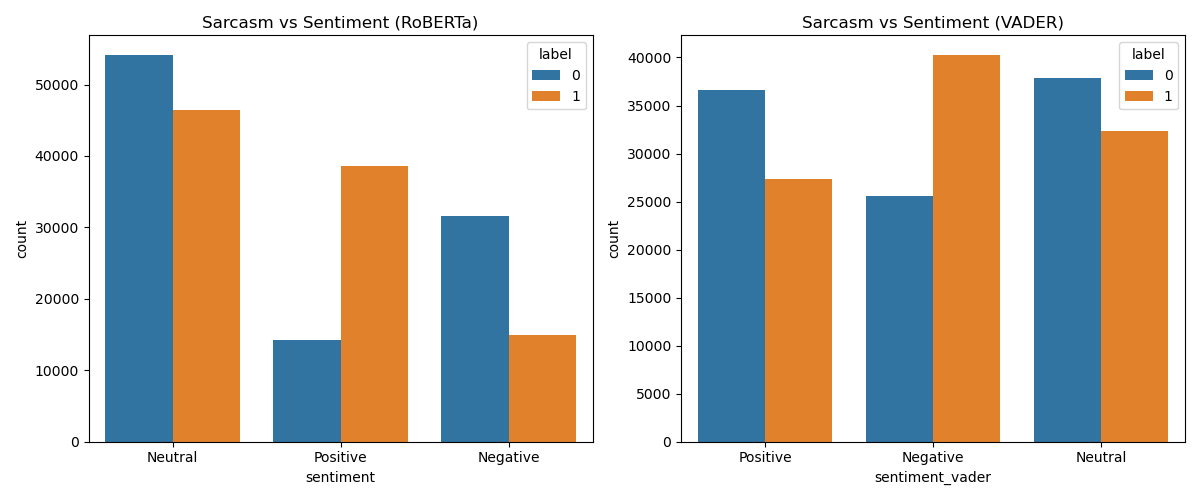 Sarcasm vs Sentiment (RoBERTa)
label
0
1
50000
40000
30000
20000
10000
0
count
Neutral
Positive
Negative
sentiment
Sarcasm vs Sentiment (VADER)
label
0
1
40000
35000
30000
25000
20000
15000
10000
5000
0
count
Positive
Negative
Neutral
sentiment_vader